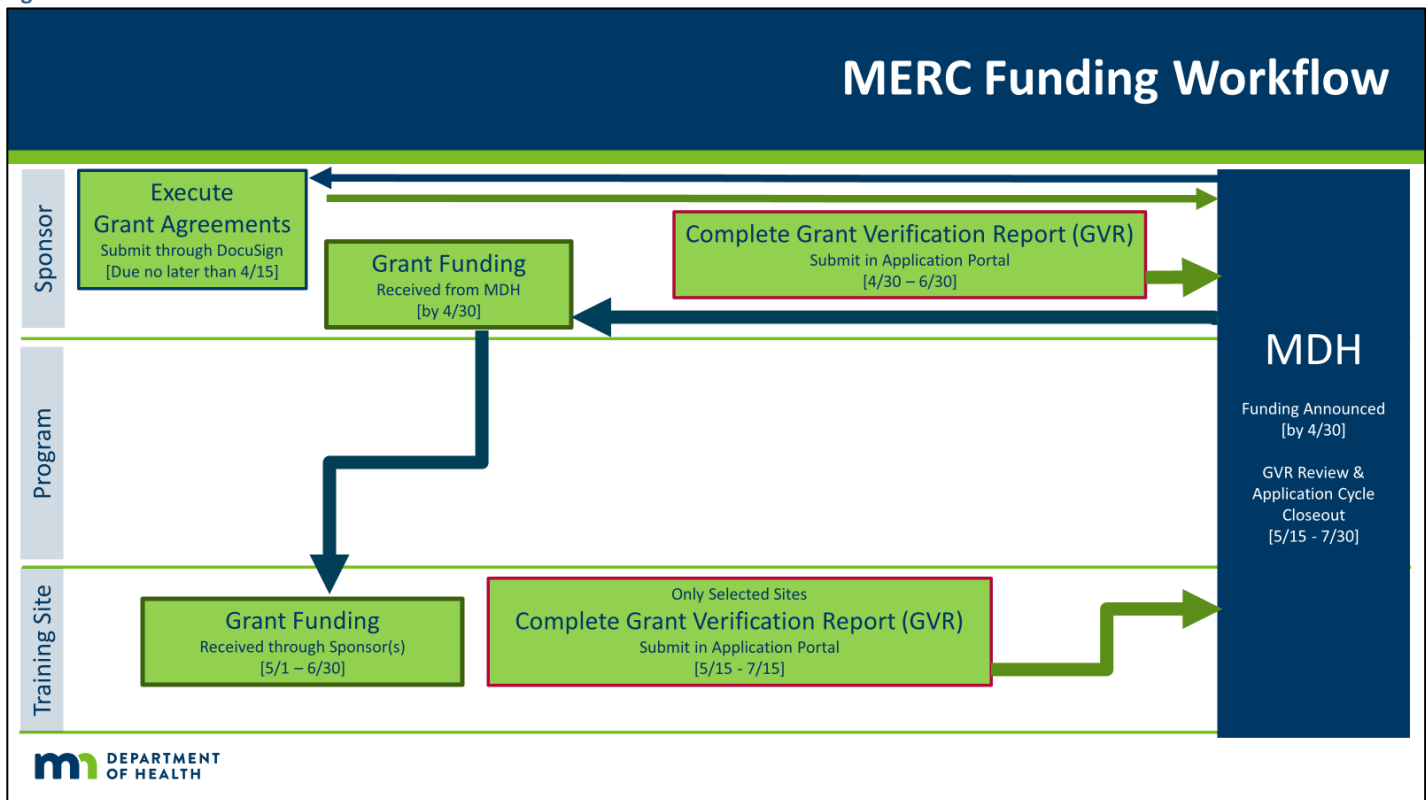 MERC Funding Workflow
Sponsor
Execute
Grant Agreements
Submit through DocuSign
[Due no later than 4/15]
Grant Funding
Received from MDH
[by 4/30]
Complete Grant Verification Report (GVR)
Submit in Application Portal
[4/30 – 6/30]
MDH
Funding Announced
[by 4/30]
GVR Review &
Application Cycle
Closeout
[5/15 - 7/30]
Program
Training Site
Grant Funding
Received through Sponsor(s)
[5/1 – 6/30]
Only Selected Sites
Complete Grant Verification Report (GVR)
Submit in Application Portal
[5/15 - 7/15]
mn DEPARTMENT
OF HEALTH